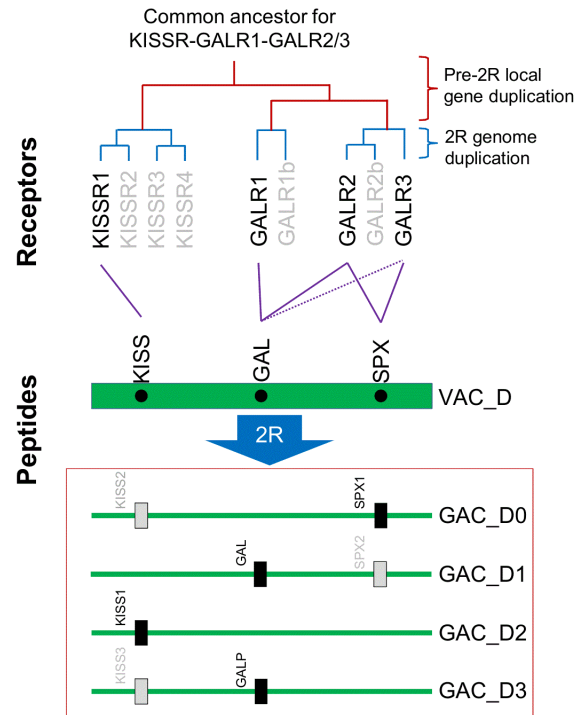 Common ancestor for
KISSR-GALR1-GALR2/3
Pre-2R local
gene duplication
2R genome
duplication
Receptors
KISSR1
KISSR2
KISSR3
KISSR4
GALR1
GALR1b
GALR2
GALR2b
GALR3
Peptides
KISS
GAL
SPX
VAC_D
2R
KISS2
SPX1
GAC_D0
GAL
SPX2
GAC_D1
KISS1
GAC_D2
KISS3
GALP
GAC_D3